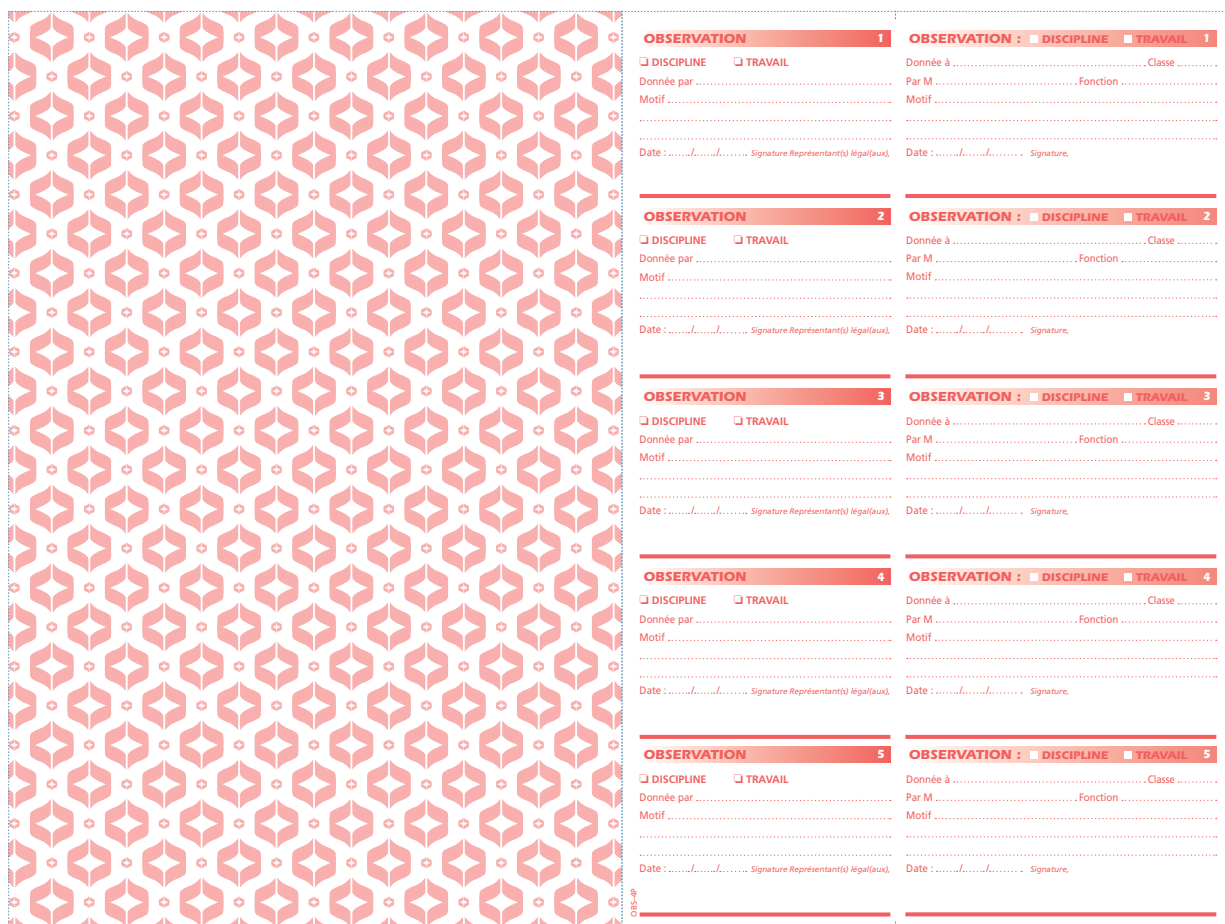 OBSERVATION 1
❏ DISCIPLINE ❏ TRAVAIL
Donnée par
Motif
Date : ....../....../....... Signature Représentant(s) légal(aux),
OBSERVATION : DISCIPLINE TRAVAIL 1
Donnée à Classe
Par M Fonction
Motif
Date : ....../....../....... . Signature,
OBSERVATION 2
❏ DISCIPLINE ❏ TRAVAIL
Donnée par
Motif
Date : ....../....../....... Signature Représentant(s) légal(aux),
OBSERVATION : DISCIPLINE TRAVAIL 2
Donnée à Classe
Par M Fonction
Motif
Date : ....../....../....... . Signature,
OBSERVATION 3
❏ DISCIPLINE ❏ TRAVAIL
Donnée par
Motif
Date : ....../....../....... Signature Représentant(s) légal(aux),
OBSERVATION : DISCIPLINE TRAVAIL 3
Donnée à Classe
Par M Fonction
Motif
Date : ....../....../....... . Signature,
OBSERVATION 4
❏ DISCIPLINE ❏ TRAVAIL
Donnée par
Motif
Date : ....../....../....... Signature Représentant(s) légal(aux),
OBSERVATION : DISCIPLINE TRAVAIL 4
Donnée à Classe
Par M Fonction
Motif
Date : ....../....../....... . Signature,
OBSERVATION 5
❏ DISCIPLINE ❏ TRAVAIL
Donnée par
Motif
Date : ....../....../....... Signature Représentant(s) légal(aux),
OBSERVATION : DISCIPLINE TRAVAIL 5
Donnée à Classe
Par M Fonction
Motif
Date : ....../....../....... . Signature,
OBS-4P